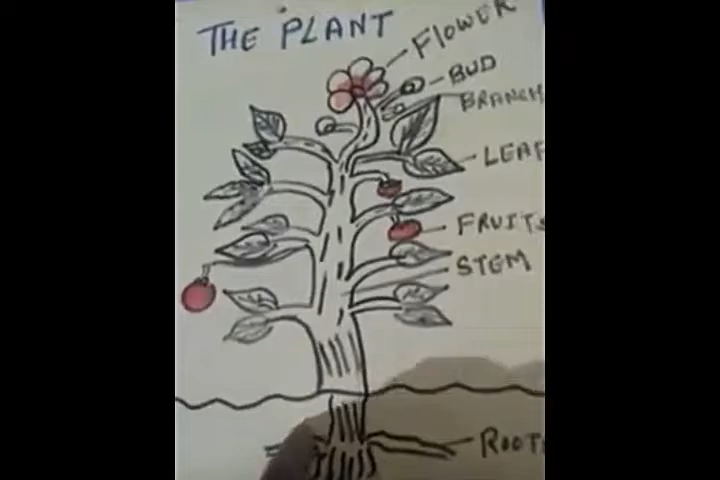 THE PLANT
FLOWER
BUD
BRANCH
LEAF
FRUITS
STEM
ROOT